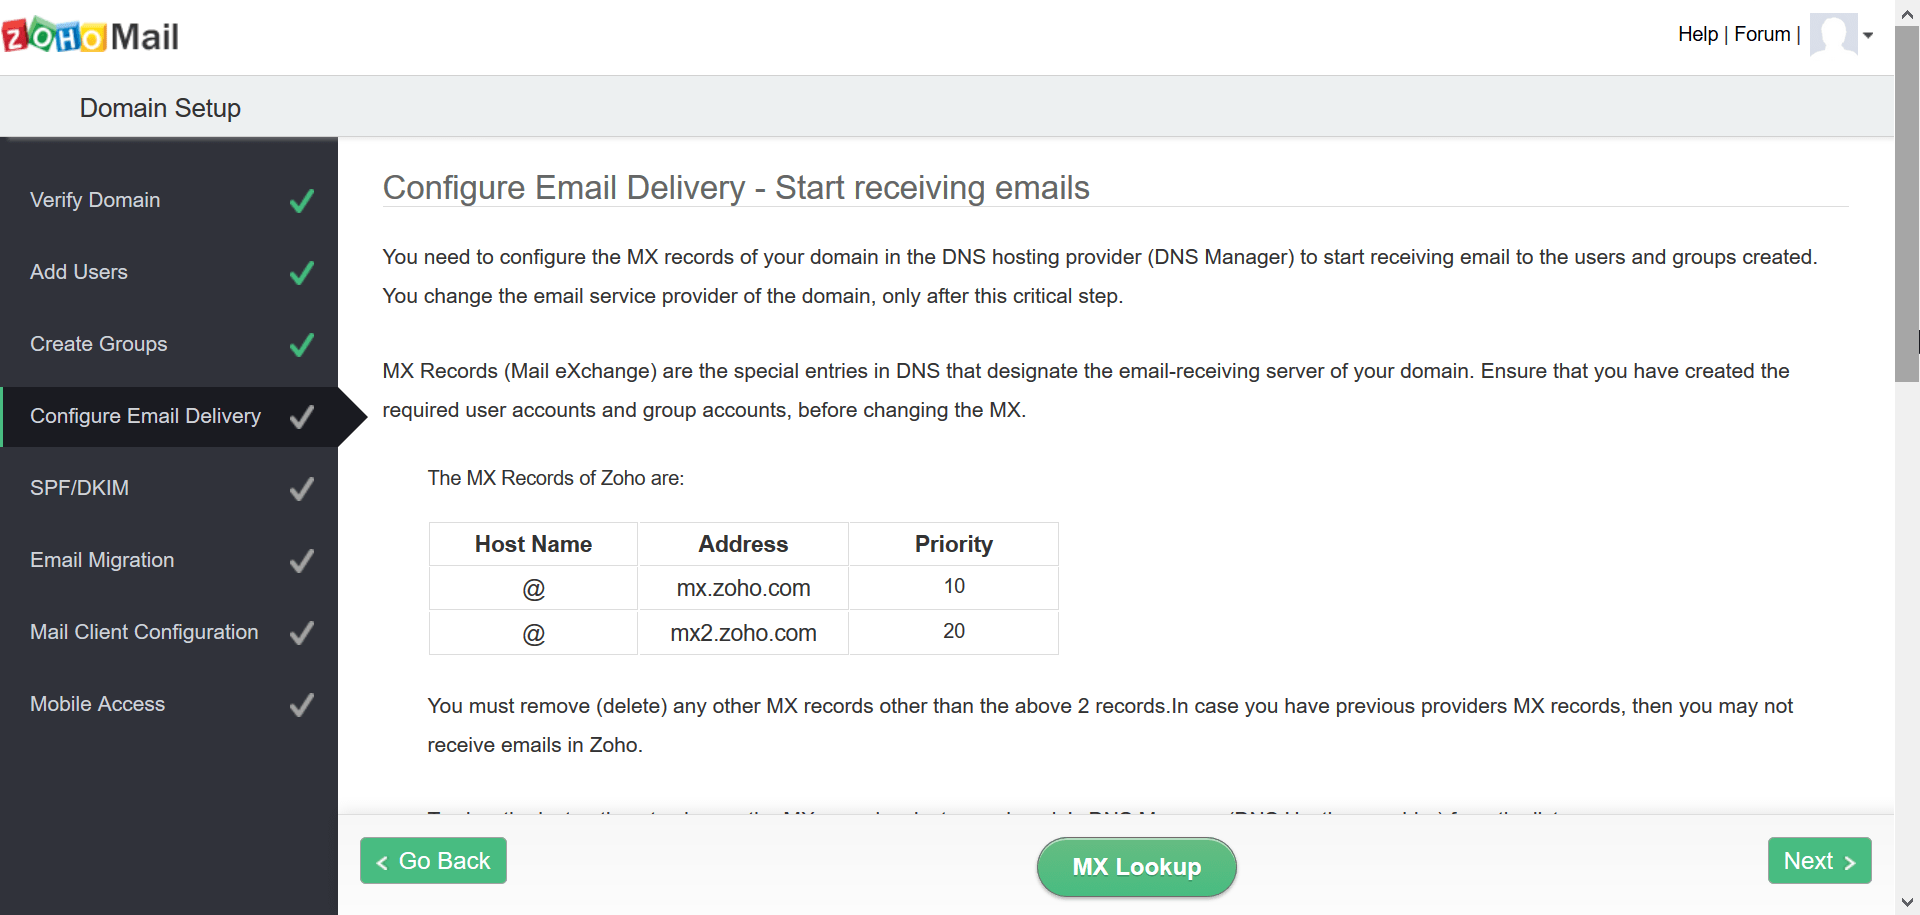 ZOHO Mail
Help | Forum |
Domain Setup
Verify Domain
Add Users
Create Groups
Configure Email Delivery
SPF/DKIM
Email Migration
Mail Client Configuration
Mobile Access
Configure Email Delivery - Start receiving emails
You need to configure the MX records of your domain in the DNS hosting provider (DNS Manager) to start receiving email to the users and groups created.
You change the email service provider of the domain, only after this critical step.
MX Records (Mail eXchange) are the special entries in DNS that designate the email-receiving server of your domain. Ensure that you have created the
required user accounts and group accounts, before changing the MX.
The MX Records of Zoho are:
Host Name Address Priority
@ mx.zoho.com 10
@ mx2.zoho.com 20
You must remove (delete) any other MX records other than the above 2 records.In case you have previous providers MX records, then you may not
receive emails in Zoho.
< Go Back
MX Lookup
Next >